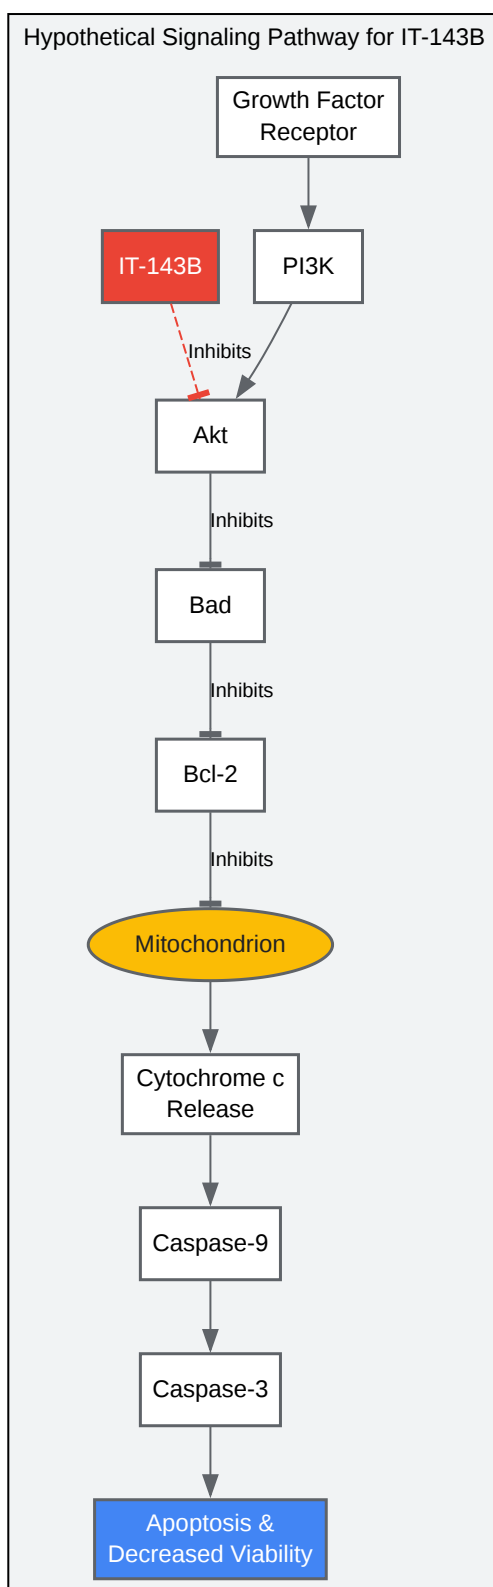 Hypothetical Signaling Pathway for IT-143B
Growth Factor
Receptor
IT-143B
PI3K
Inhibits
Akt
Inhibits
Bad
Inhibits
Bcl-2
Inhibits
Mitochondrion
Cytochrome c
Release
Caspase-9
Caspase-3
Apoptosis &
Decreased Viability